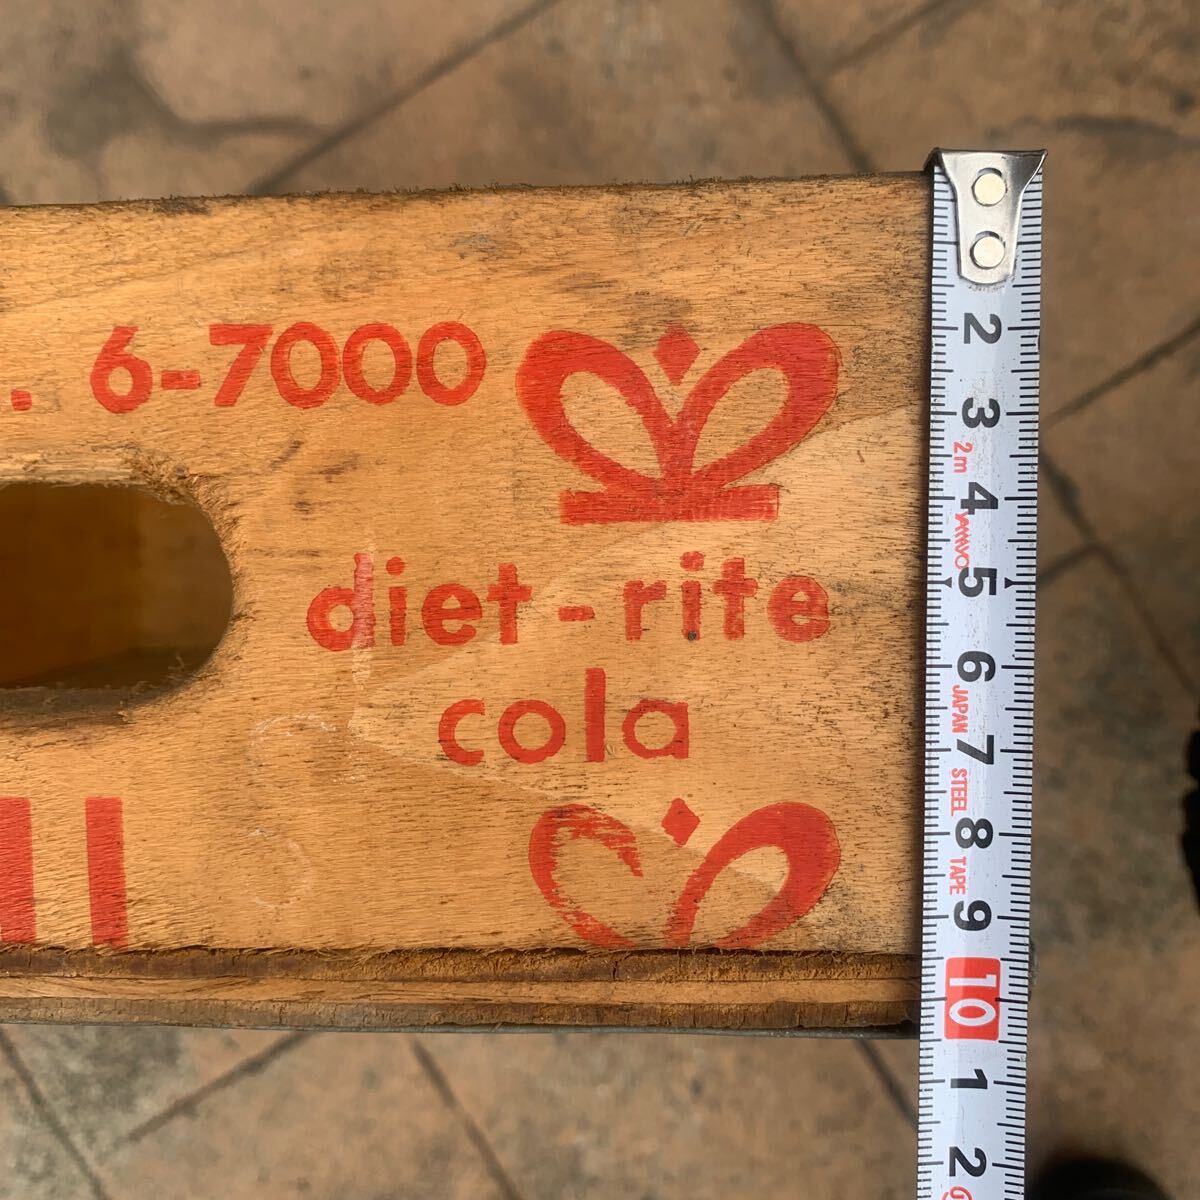 . 6-7000
diet-rite
cola
2
3
2m
4
YAMAYO
5
6
JAPAN
7
STEEL
8
TAPE
9
10
1
2